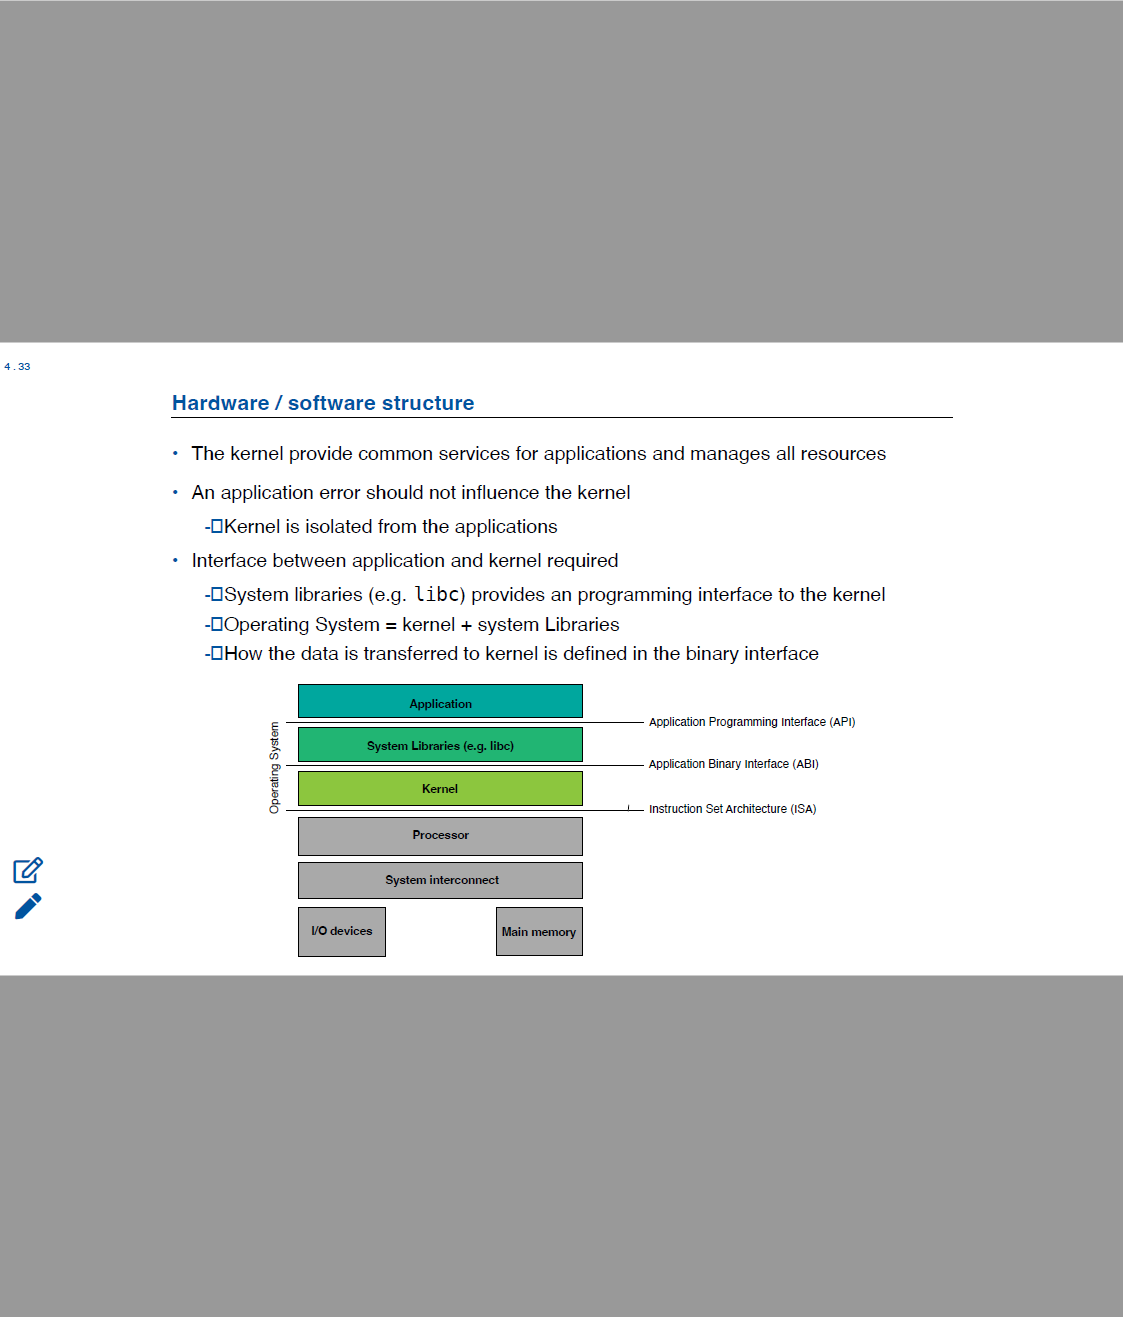 4 . 33
Hardware / software structure
• The kernel provide common services for applications and manages all resources
• An application error should not influence the kernel
-□Kernel is isolated from the applications
• Interface between application and kernel required
-□System libraries (e.g. libc) provides an programming interface to the kernel
-□Operating System = kernel + system Libraries
-□How the data is transferred to kernel is defined in the binary interface
Application
Application Programming Interface (API)
Operating System
System Libraries (e.g. libc)
Application Binary Interface (ABI)
Kernel
Instruction Set Architecture (ISA)
Processor
System interconnect
I/O devices
Main memory